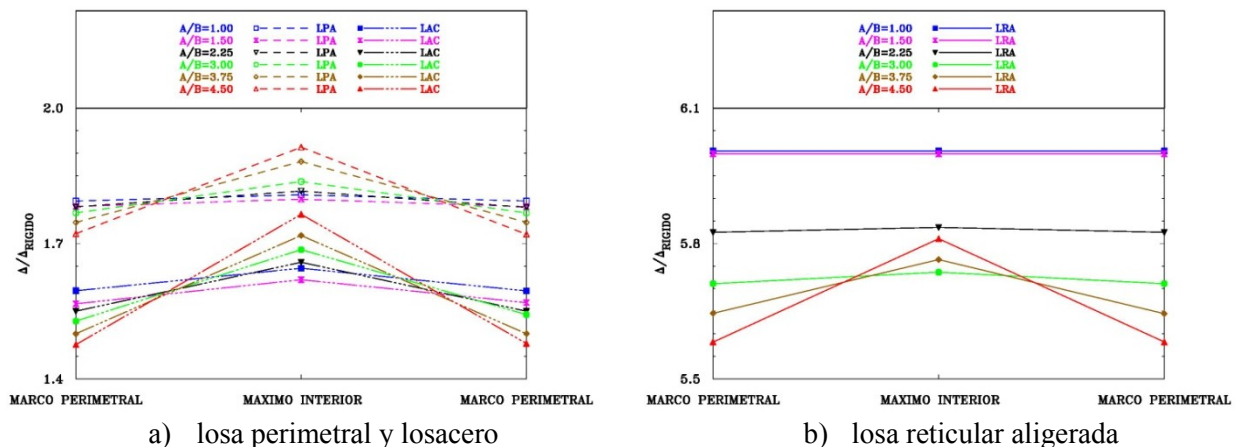 A/B=1.00 LPA LAC
A/B=1.50 LPA LAC
A/B=2.25 LPA LAC
A/B=3.00 LPA LAC
A/B=3.75 LPA LAC
A/B=4.50 LPA LAC
2.0
1.7
1.4
Δ/ΔRIGIDO
MARCO PERIMETRAL MAXIMO INTERIOR MARCO PERIMETRAL
a) losa perimetral y losacero
A/B=1.00 LRA
A/B=1.50 LRA
A/B=2.25 LRA
A/B=3.00 LRA
A/B=3.75 LRA
A/B=4.50 LRA
6.1
5.8
5.5
Δ/ΔRIGIDO
MARCO PERIMETRAL MAXIMO INTERIOR MARCO PERIMETRAL
b) losa reticular aligerada